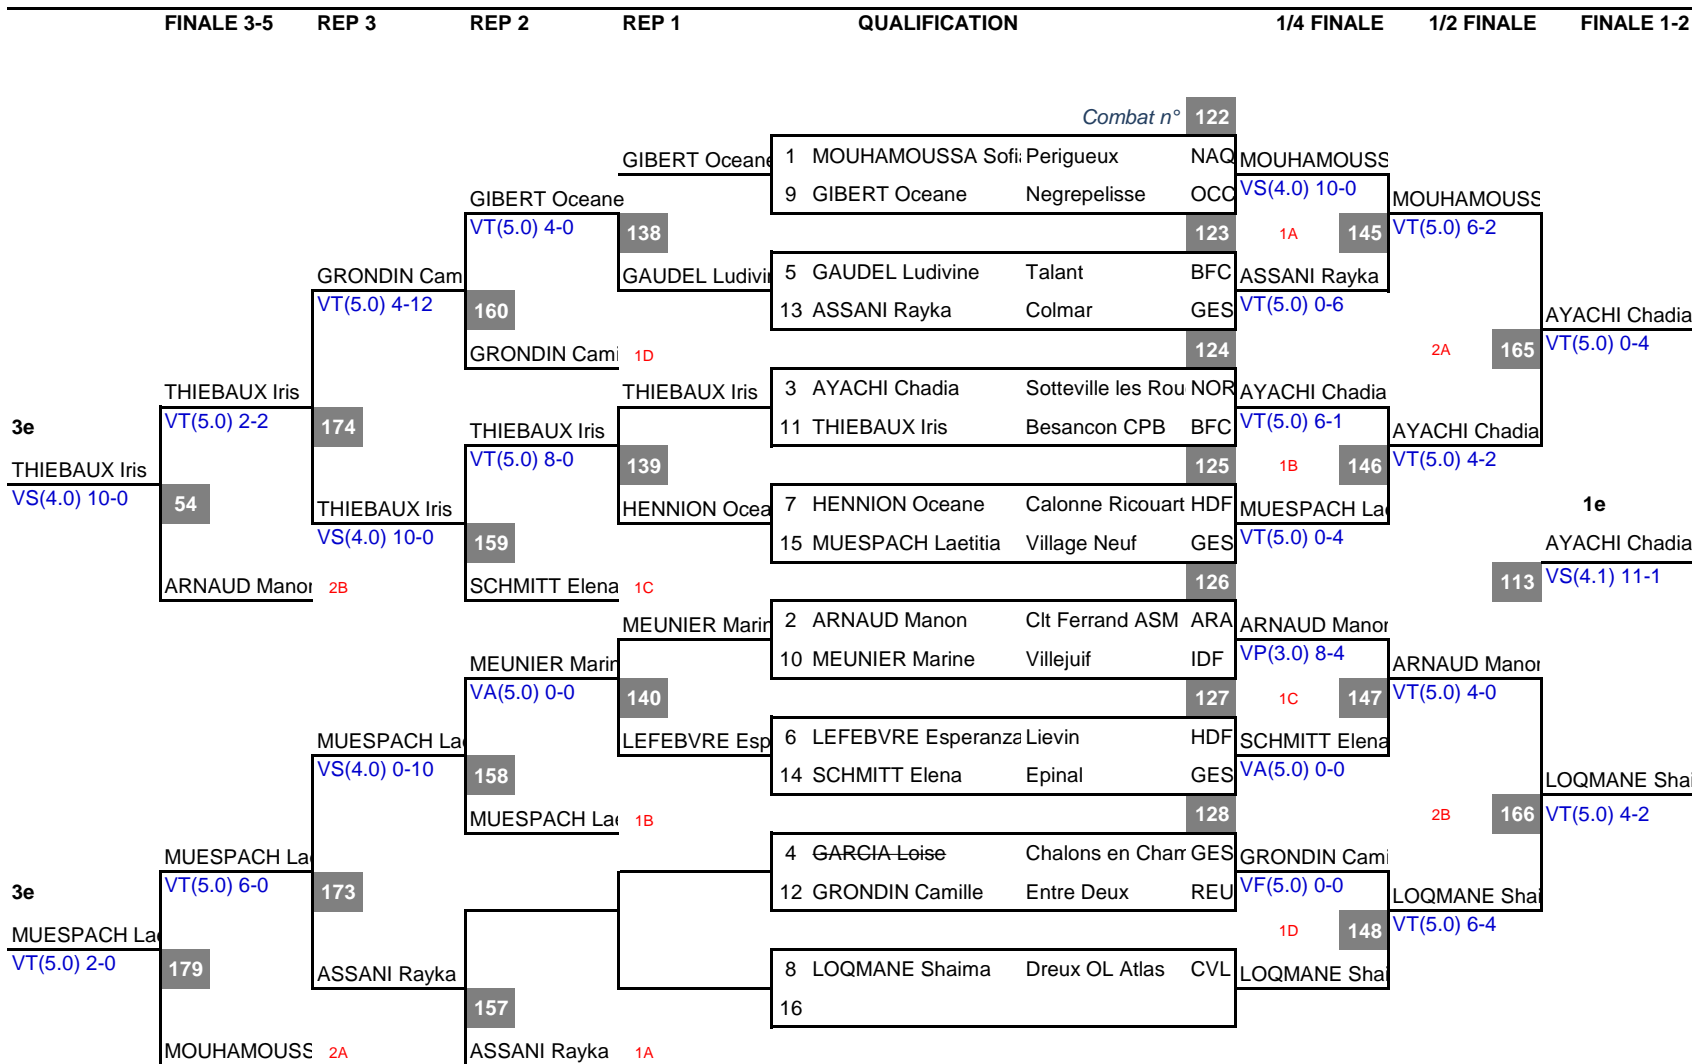 FINALE 3-5 REP 3 REP 2 REP 1 QUALIFICATION 1/4 FINALE 1/2 FINALE FINALE 1-2
Combat n° 122
GIBERT Oceane 1 MOUHAMOUSSA Sofi Perigueux NAQ MOUHAMOUSS
GIBERT Oceane 9 GIBERT Oceane Negrepelisse OCC VS(4.0) 10-0 MOUHAMOUSS
VT(5.0) 4-0 138 123 1A 145 VT(5.0) 6-2
GRONDIN Cam GAUDEL Ludivi 5 GAUDEL Ludivine Talant BFC ASSANI Rayka
VT(5.0) 4-12 160 13 ASSANI Rayka Colmar GES VT(5.0) 0-6 AYACHI Chadia
GRONDIN Cami 1D 124 2A 165 VT(5.0) 0-4
THIEBAUX Iris THIEBAUX Iris 3 AYACHI Chadia Sotteville les Rou NOR AYACHI Chadia
3e VT(5.0) 2-2 174 THIEBAUX Iris 11 THIEBAUX Iris Besancon CPB BFC VT(5.0) 6-1 AYACHI Chadia
THIEBAUX Iris VT(5.0) 8-0 139 125 1B 146 VT(5.0) 4-2
VS(4.0) 10-0 54 THIEBAUX Iris HENNION Ocea 7 HENNION Oceane Calonne Ricouart HDF MUESPACH La 1e
VS(4.0) 10-0 159 15 MUESPACH Laetitia Village Neuf GES VT(5.0) 0-4 AYACHI Chadia
ARNAUD Manor 2B SCHMITT Elena 1C 126 113 VS(4.1) 11-1
MEUNIER Marin 2 ARNAUD Manon Clt Ferrand ASM ARA ARNAUD Manor
MEUNIER Marin 10 MEUNIER Marine Villejuif IDF VP(3.0) 8-4 ARNAUD Manor
VA(5.0) 0-0 140 127 1C 147 VT(5.0) 4-0
MUESPACH La LEFEBVRE Esp 6 LEFEBVRE Esperanza Lievin HDF SCHMITT Elena
VS(4.0) 0-10 158 14 SCHMITT Elena Epinal GES VA(5.0) 0-0 LOQMANE Shai
MUESPACH La 1B 128 2B 166 VT(5.0) 4-2
MUESPACH La 4 GARCIA Loise Chalons en Cham GES GRONDIN Cami
3e VT(5.0) 6-0 173 12 GRONDIN Camille Entre Deux REU VF(5.0) 0-0 LOQMANE Shai
MUESPACH La 1D 148 VT(5.0) 6-4
VT(5.0) 2-0 179 ASSANI Rayka 8 LOQMANE Shaima Dreux OL Atlas CVL LOQMANE Shai
157 16
MOUHAMOUSS 2A ASSANI Rayka 1A